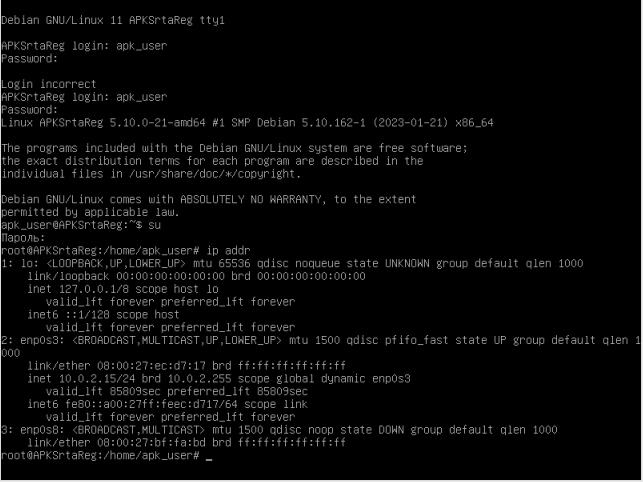 Debian GNU/Linux 11 APKSrtaReg tty1
APKSrtaReg login: apk_user
Password:
Login incorrect
APKSrtaReg login: apk_user
Password:
Linux APKSrtaReg 5.10.0-21-amd64 #1 SMP Debian 5.10.162-1 (2023-01-21) x86_64
The programs included with the Debian GNU/Linux system are free software;
the exact distribution terms for each program are described in the
individual files in /usr/share/doc/*/copyright.
Debian GNU/Linux comes with ABSOLUTELY NO WARRANTY, to the extent
permitted by applicable law.
apk_user@APKSrtaReg:~$ su
Пароль:
root@APKSrtaReg:/home/apk_user# ip addr
1: lo: <LOOPBACK,UP,LOWER_UP> mtu 65536 qdisc noqueue state UNKNOWN group default qlen 1000
    link/loopback 00:00:00:00:00:00 brd 00:00:00:00:00:00
    inet 127.0.0.1/8 scope host lo
       valid_lft forever preferred_lft forever
    inet6 ::1/128 scope host
       valid_lft forever preferred_lft forever
2: enp0s3: <BROADCAST,MULTICAST,UP,LOWER_UP> mtu 1500 qdisc pfifo_fast state UP group default qlen 1
000
    link/ether 08:00:27:ec:d7:17 brd ff:ff:ff:ff:ff:ff
    inet 10.0.2.15/24 brd 10.0.2.255 scope global dynamic enp0s3
       valid_lft 85809sec preferred_lft 85809sec
    inet6 fe80::a00:27ff:feec:d717/64 scope link
       valid_lft forever preferred_lft forever
3: enp0s8: <BROADCAST,MULTICAST> mtu 1500 qdisc noop state DOWN group default qlen 1000
    link/ether 08:00:27:bf:fa:bd brd ff:ff:ff:ff:ff:ff
root@APKSrtaReg:/home/apk_user# _